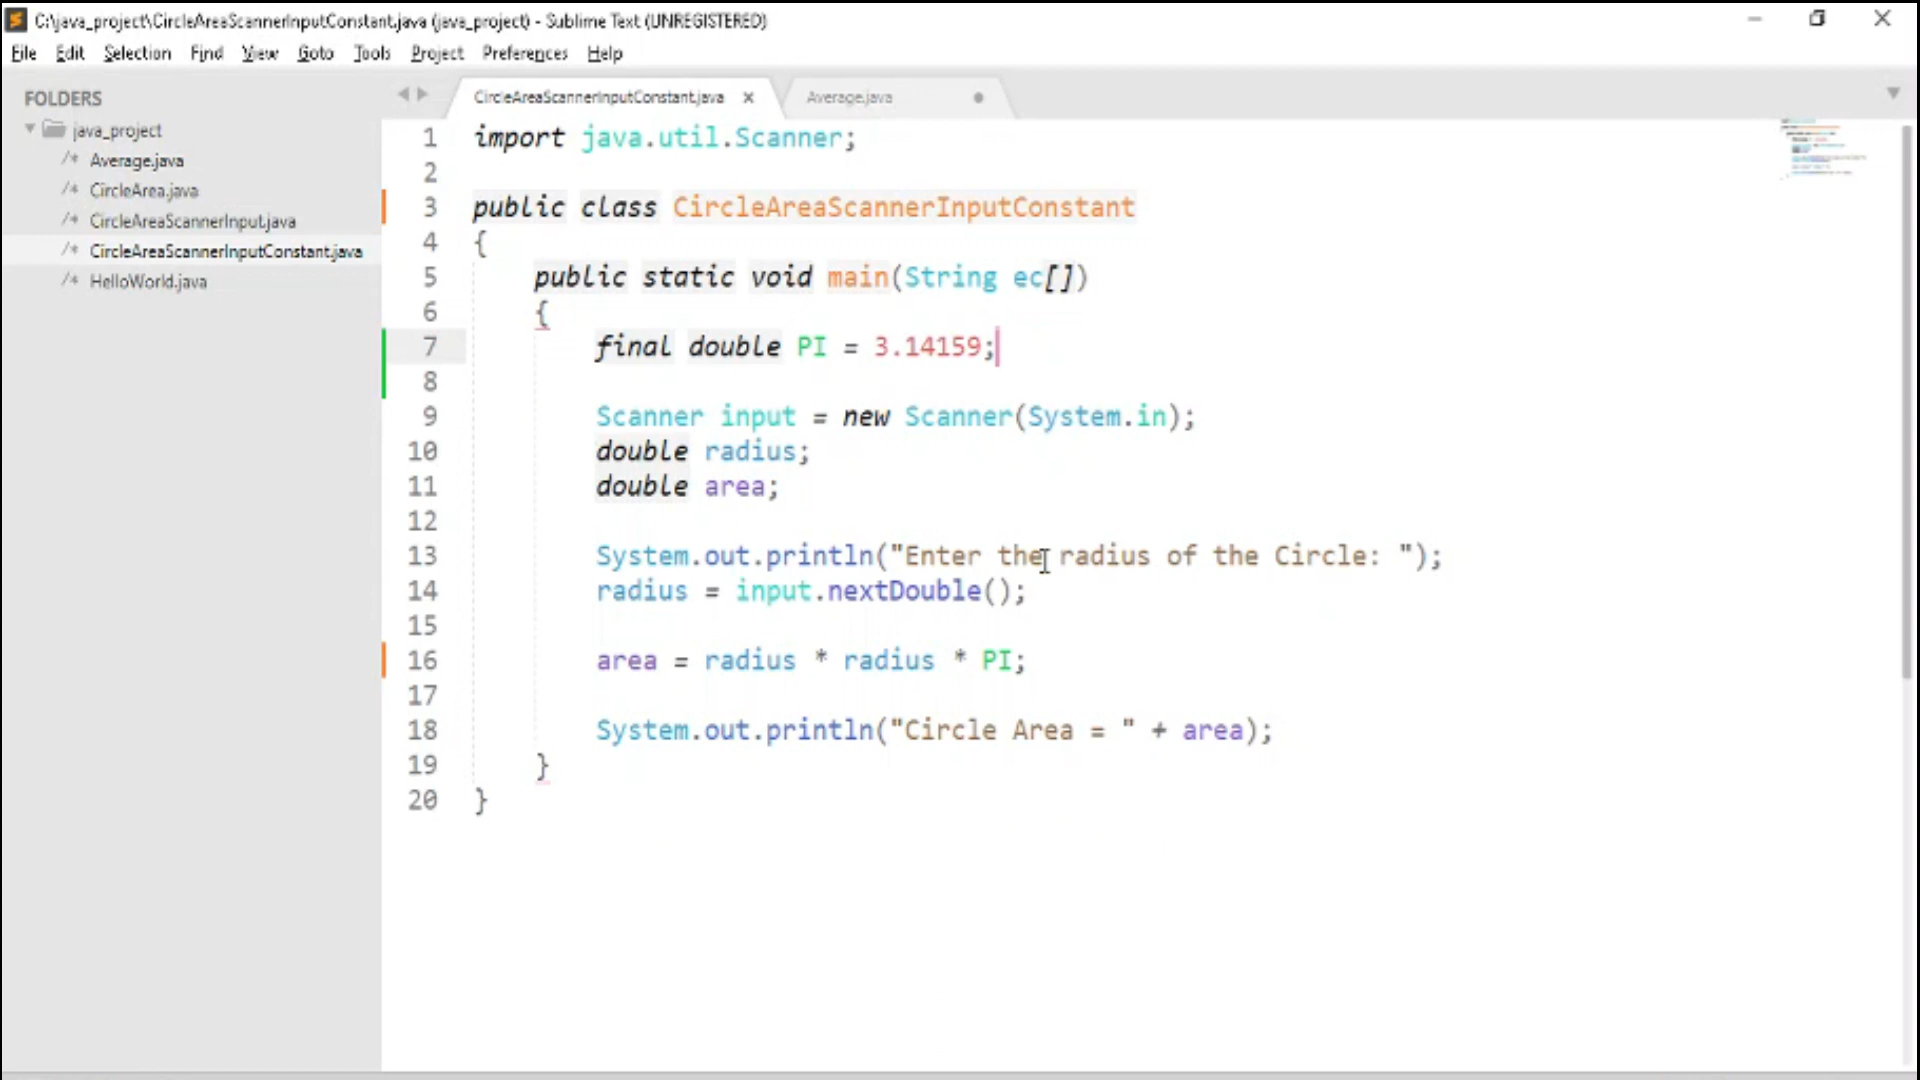 C:\java_project\CircleAreaScannerInputConstant.java (java_project) - Sublime Text (UNREGISTERED)
File Edit Selection Find View Goto Tools Project Preferences Help
FOLDERS
java_project
/* Average.java
/* CircleArea.java
/* CircleAreaScannerInput.java
/* CircleAreaScannerInputConstant.java
/* HelloWorld.java
CircleAreaScannerInputConstant.java × Average.java
1 import java.util.Scanner;
2
3 public class CircleAreaScannerInputConstant
4 {
5 public static void main(String ec[])
6 {
7 final double PI = 3.14159;
8
9 Scanner input = new Scanner(System.in);
10 double radius;
11 double area;
12
13 System.out.println("Enter the radius of the Circle: ");
14 radius = input.nextDouble();
15
16 area = radius * radius * PI;
17
18 System.out.println("Circle Area = " + area);
19 }
20 }